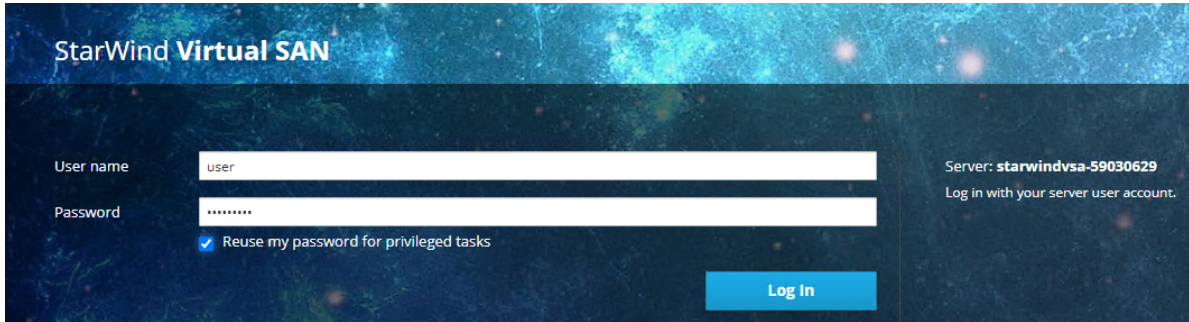 StarWind Virtual SAN
User name
user
Server: starwindvsa-59030629
Log in with your server user account.
Password
•••••••••
Reuse my password for privileged tasks
Log In